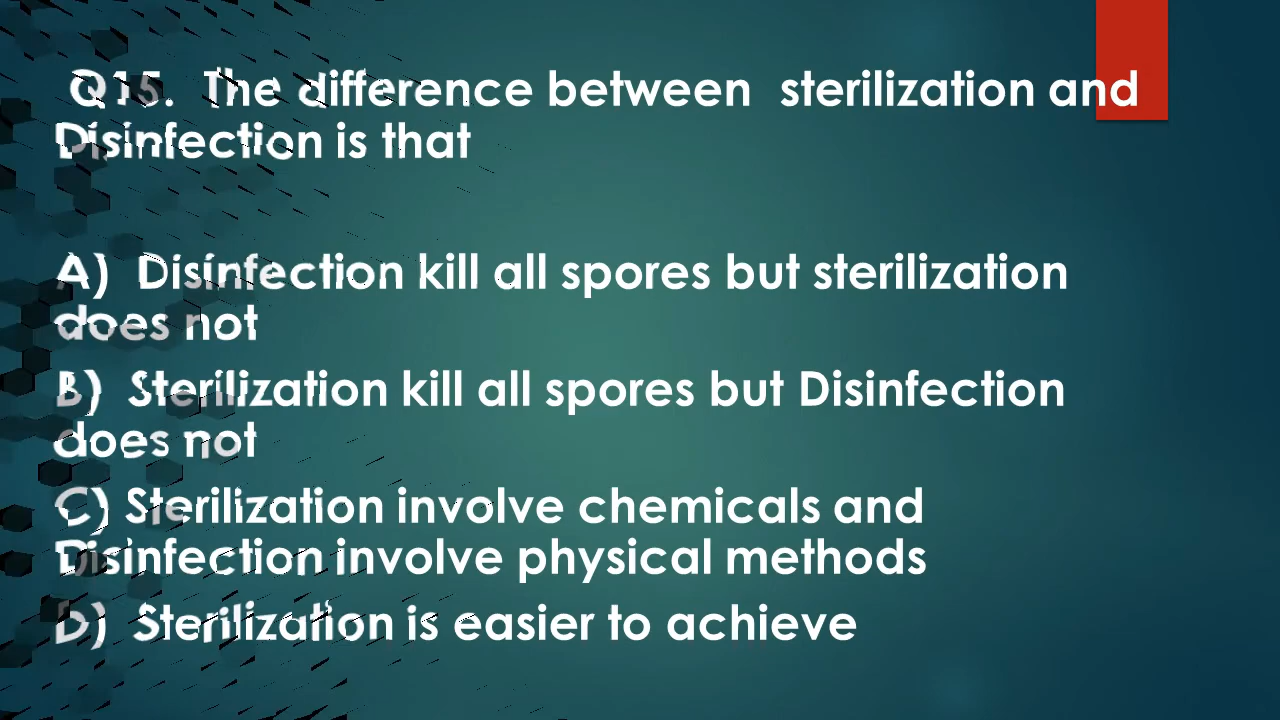 Q15. The difference between sterilization and
Disinfection is that
A) Disinfection kill all spores but sterilization
does not
B) Sterilization kill all spores but Disinfection
does not
C) Sterilization involve chemicals and
Disinfection involve physical methods
D) Sterilization is easier to achieve